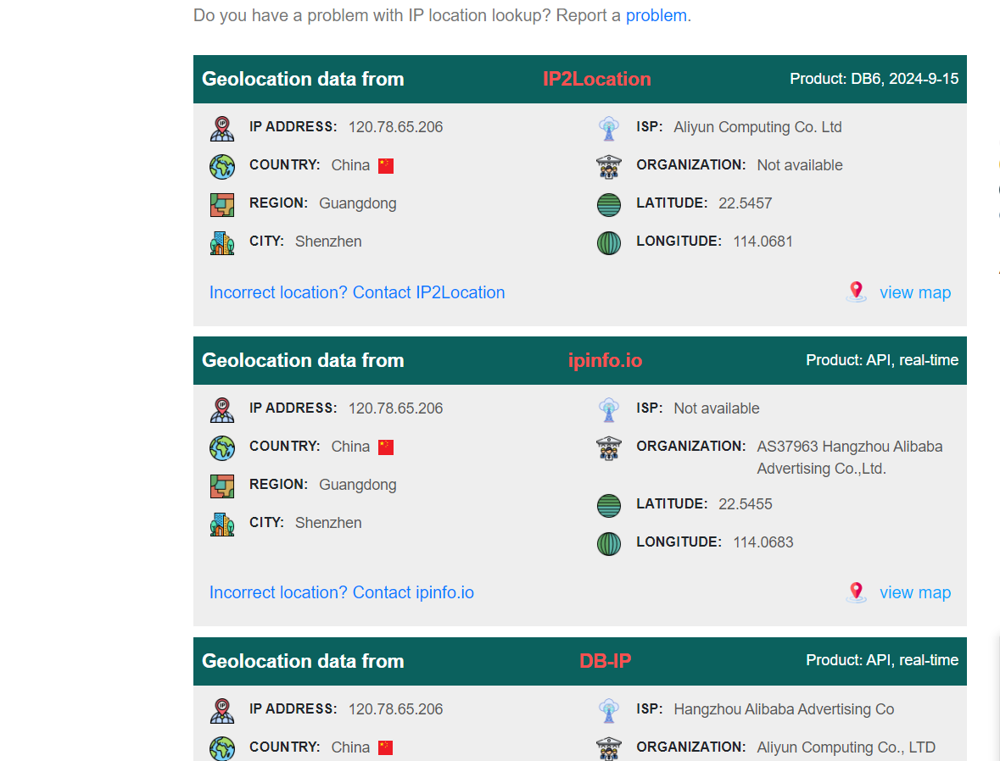 Do you have a problem with IP location lookup? Report a problem.
Geolocation data from IP2Location Product: DB6, 2024-9-15
IP ADDRESS: 120.78.65.206 ISP: Aliyun Computing Co. Ltd
COUNTRY: China ORGANIZATION: Not available
REGION: Guangdong LATITUDE: 22.5457
CITY: Shenzhen LONGITUDE: 114.0681
Incorrect location? Contact IP2Location view map
Geolocation data from ipinfo.io Product: API, real-time
IP ADDRESS: 120.78.65.206 ISP: Not available
COUNTRY: China ORGANIZATION: AS37963 Hangzhou Alibaba
Advertising Co.,Ltd.
REGION: Guangdong LATITUDE: 22.5455
CITY: Shenzhen LONGITUDE: 114.0683
Incorrect location? Contact ipinfo.io view map
Geolocation data from DB-IP Product: API, real-time
IP ADDRESS: 120.78.65.206 ISP: Hangzhou Alibaba Advertising Co
COUNTRY: China ORGANIZATION: Aliyun Computing Co., LTD